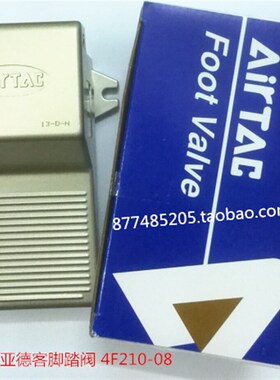 AirTAC
13-0-N
AirTAC
Foot Valve
877485205.taobao.com
亚德客脚踏阀 4F210-08